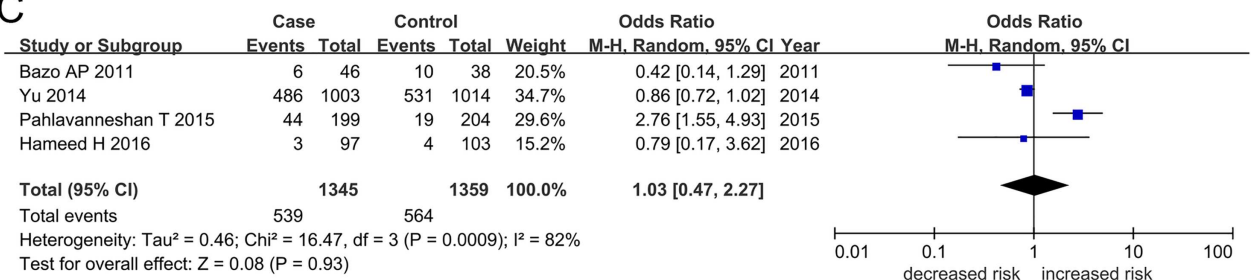 C
Case Control Odds Ratio Odds Ratio
Study or Subgroup Events Total Events Total Weight M-H, Random, 95% CI Year M-H, Random, 95% CI
Bazo AP 2011 6 46 10 38 20.5% 0.42 [0.14, 1.29] 2011
Yu 2014 486 1003 531 1014 34.7% 0.86 [0.72, 1.02] 2014
Pahlavanneshan T 2015 44 199 19 204 29.6% 2.76 [1.55, 4.93] 2015
Hameed H 2016 3 97 4 103 15.2% 0.79 [0.17, 3.62] 2016
Total (95% CI) 1345 1359 100.0% 1.03 [0.47, 2.27]
Total events 539 564
Heterogeneity: Tau² = 0.46; Chi² = 16.47, df = 3 (P = 0.0009); I² = 82%
Test for overall effect: Z = 0.08 (P = 0.93)
0.01 0.1 1 10 100
decreased risk increased risk